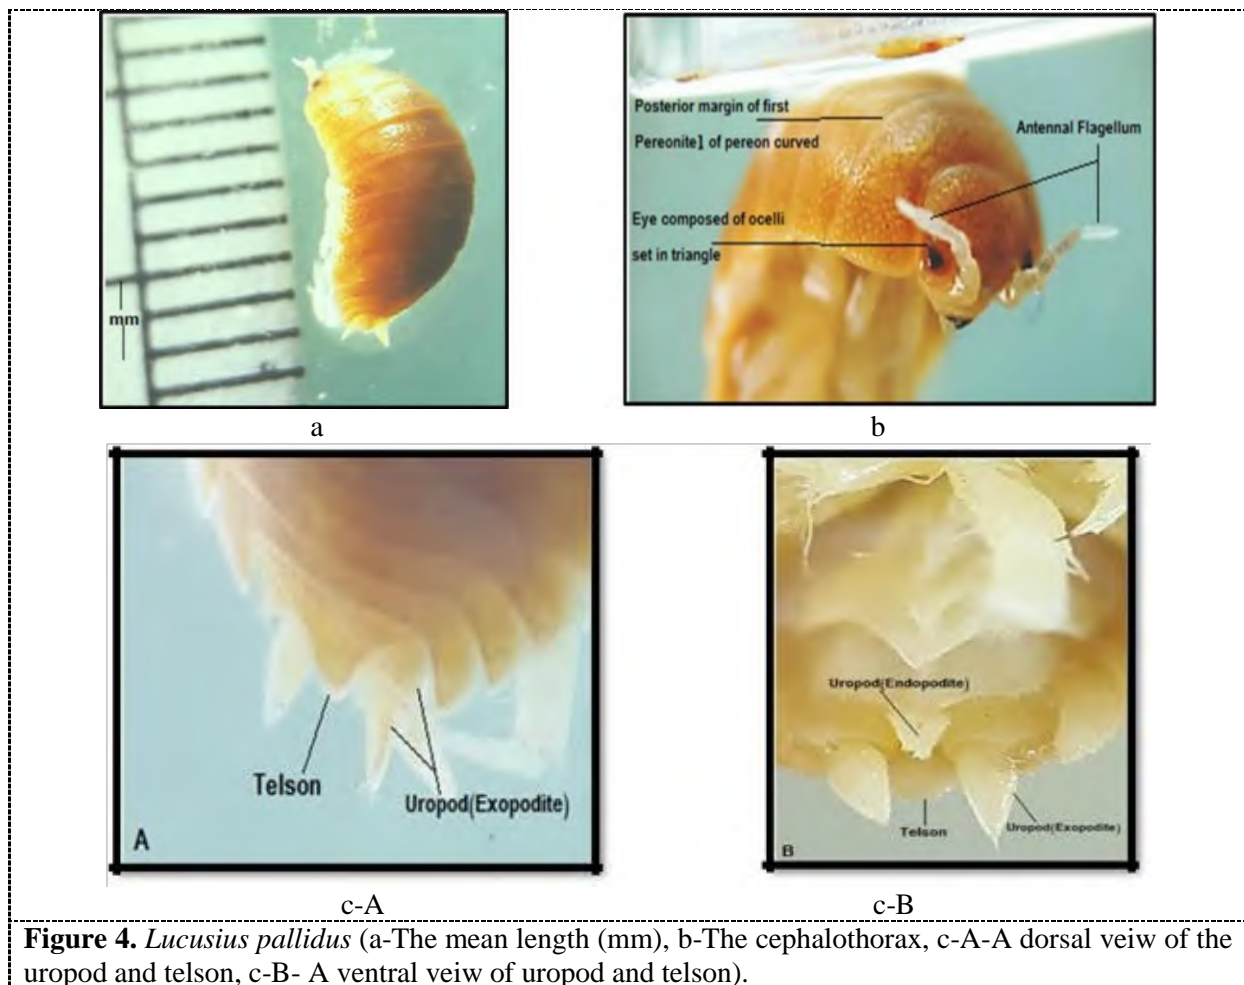 mm
a
Posterior margin of first
Pereonite] of pereon curved
Antennal Flagellum
Eye composed of ocelli
set in triangle
b
Telson
Uropod(Exopodite)
A
c-A
Uropod(Endopodite)
Telson
Uropod(Exopodite)
B
c-B
Figure 4. Lucusius pallidus (a-The mean length (mm), b-The cephalothorax, c-A-A dorsal veiw of the
uropod and telson, c-B- A ventral veiw of uropod and telson).